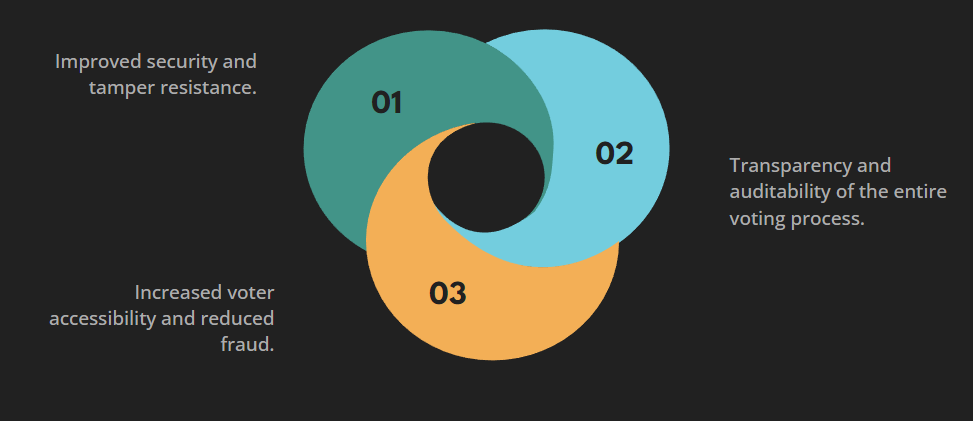 Improved security and
tamper resistance.
01
02
Transparency and
auditability of the entire
voting process.
03
Increased voter
accessibility and reduced
fraud.